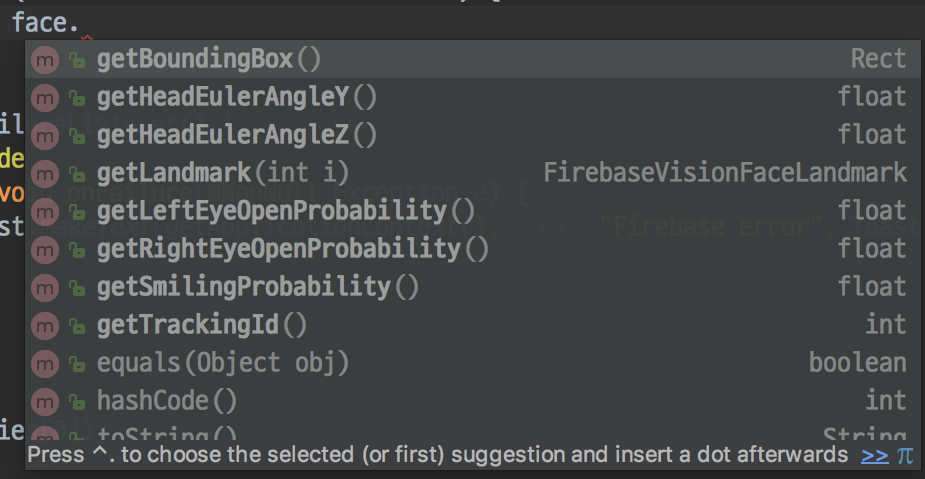 face.
getBoundingBox() Rect
getHeadEulerAngleY() float
getHeadEulerAngleZ() float
getLandmark(int i) FirebaseVisionFaceLandmark
getLeftEyeOpenProbability() float
getRightEyeOpenProbability() float
getSmilingProbability() float
getTrackingId() int
equals(Object obj) boolean
hashCode() int
toString() String
Press ^. to choose the selected (or first) suggestion and insert a dot afterwards >> π